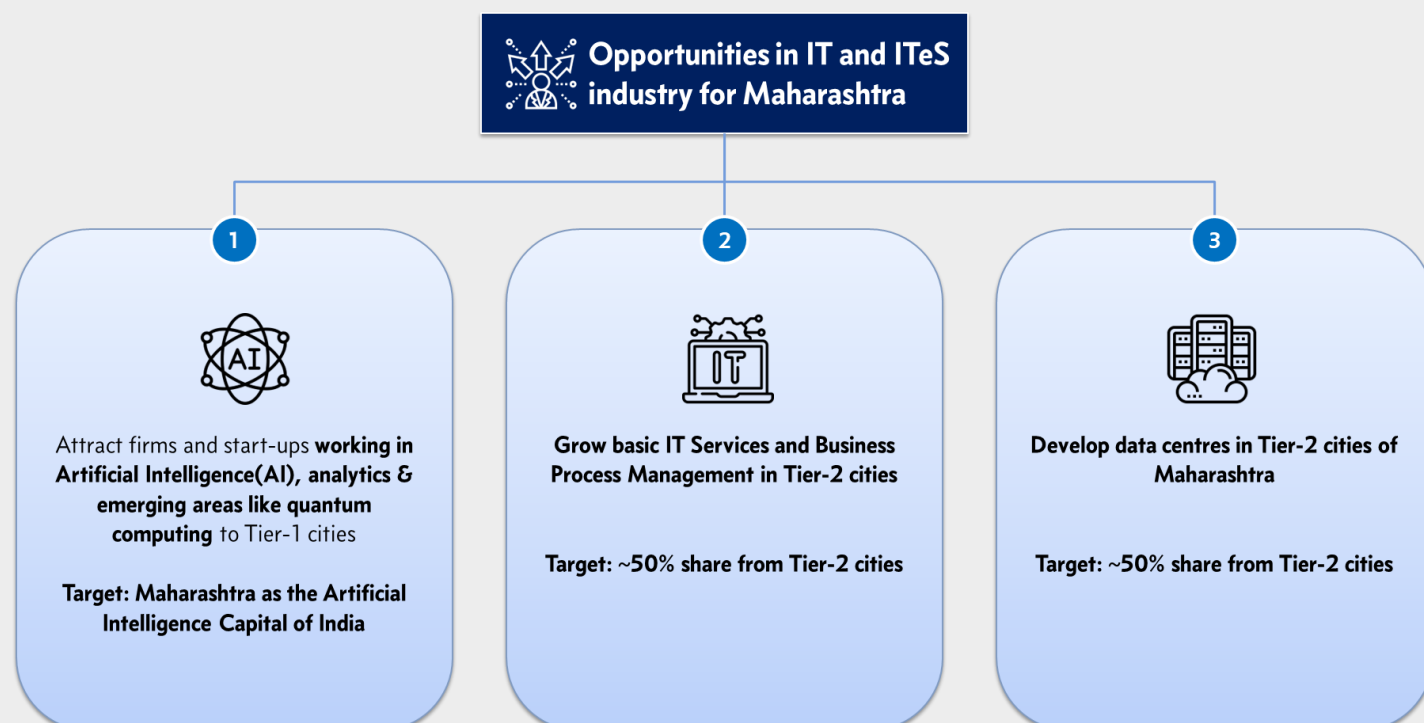 Opportunities in IT and ITeS
industry for Maharashtra
1
AI
Attract firms and start-ups working in
Artificial Intelligence(AI), analytics &
emerging areas like quantum
computing to Tier-1 cities
Target: Maharashtra as the Artificial
Intelligence Capital of India
2
IT
Grow basic IT Services and Business
Process Management in Tier-2 cities
Target: ~50% share from Tier-2 cities
3
Develop data centres in Tier-2 cities of
Maharashtra
Target: ~50% share from Tier-2 cities